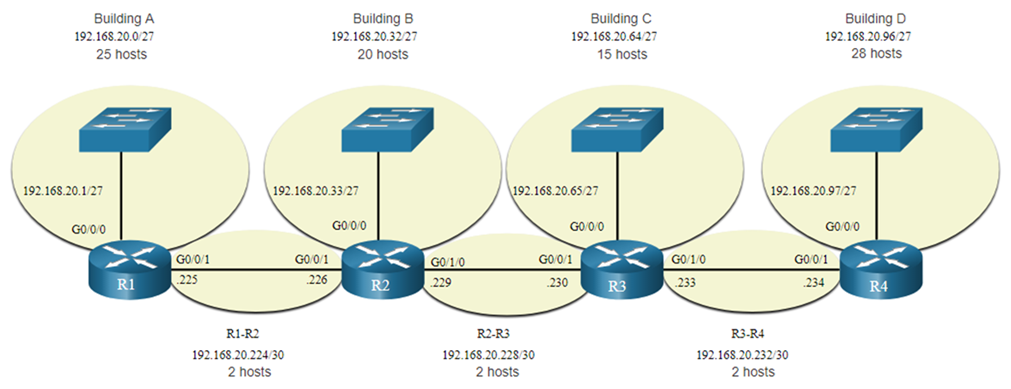 Building A
192.168.20.0/27
25 hosts
Building B
192.168.20.32/27
20 hosts
Building C
192.168.20.64/27
15 hosts
Building D
192.168.20.96/27
28 hosts
192.168.20.1/27
192.168.20.33/27
192.168.20.65/27
192.168.20.97/27
G0/0/0
G0/0/0
G0/0/0
G0/0/0
R1
G0/0/1
.225
G0/0/1
.226
R2
G0/1/0
.229
G0/0/1
.230
R3
G0/1/0
.233
G0/0/1
.234
R4
R1-R2
192.168.20.224/30
2 hosts
R2-R3
192.168.20.228/30
2 hosts
R3-R4
192.168.20.232/30
2 hosts